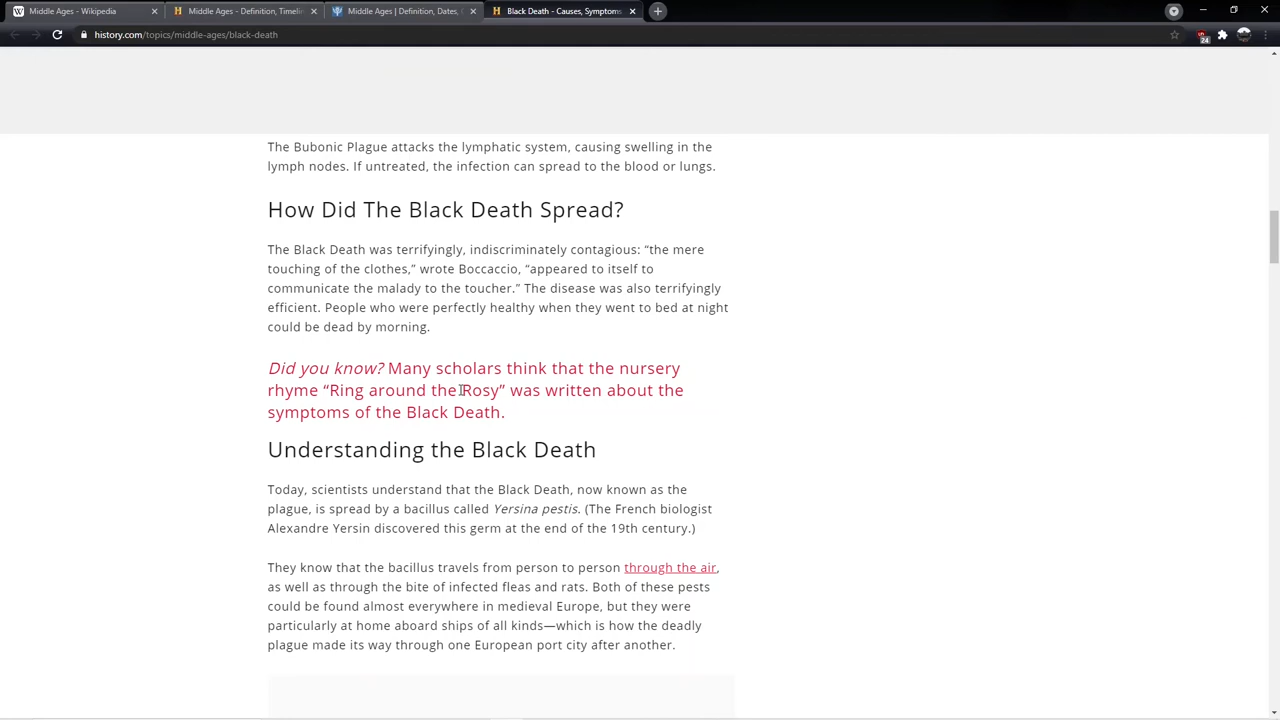 Middle Ages - Wikipedia
Middle Ages - Definition, Timelin
Middle Ages | Definition, Dates,
Black Death - Causes, Symptoms
history.com/topics/middle-ages/black-death
24
The Bubonic Plague attacks the lymphatic system, causing swelling in the
lymph nodes. If untreated, the infection can spread to the blood or lungs.
How Did The Black Death Spread?
The Black Death was terrifyingly, indiscriminately contagious: “the mere
touching of the clothes,” wrote Boccaccio, “appeared to itself to
communicate the malady to the toucher.” The disease was also terrifyingly
efficient. People who were perfectly healthy when they went to bed at night
could be dead by morning.
Did you know? Many scholars think that the nursery
rhyme “Ring around the Rosy” was written about the
symptoms of the Black Death.
Understanding the Black Death
Today, scientists understand that the Black Death, now known as the
plague, is spread by a bacillus called Yersina pestis. (The French biologist
Alexandre Yersin discovered this germ at the end of the 19th century.)
They know that the bacillus travels from person to person through the air,
as well as through the bite of infected fleas and rats. Both of these pests
could be found almost everywhere in medieval Europe, but they were
particularly at home aboard ships of all kinds—which is how the deadly
plague made its way through one European port city after another.